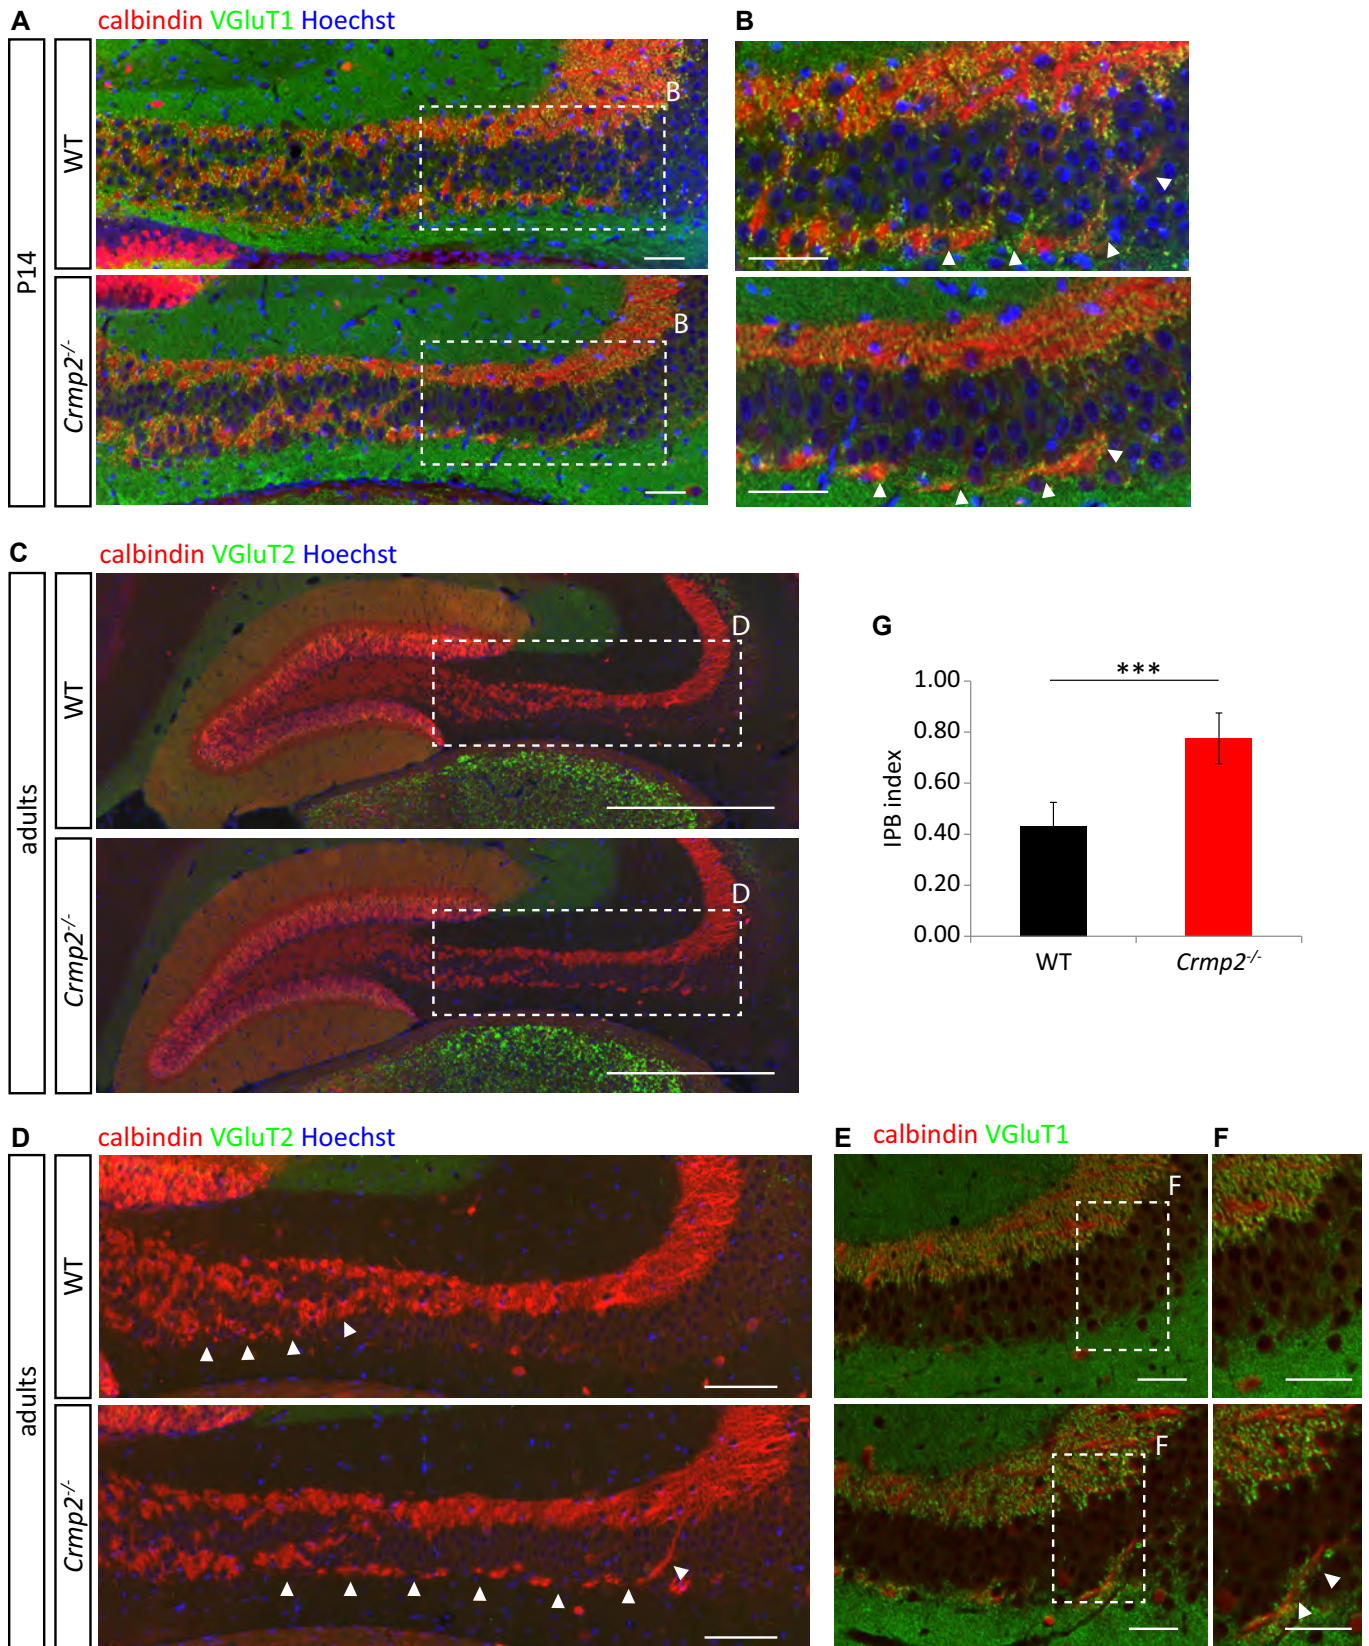 A
calbindin VGluT1 Hoechst
B
P14
WT
B
Crmp2-/-
B
C
calbindin VGluT2 Hoechst
adults
WT
D
Crmp2-/-
D
G
***
1.00
0.80
0.60
0.40
0.20
0.00
IPB index
WT
Crmp2-/-
D
calbindin VGluT2 Hoechst
adults
WT
Crmp2-/-
E
calbindin VGluT1
F
F
F